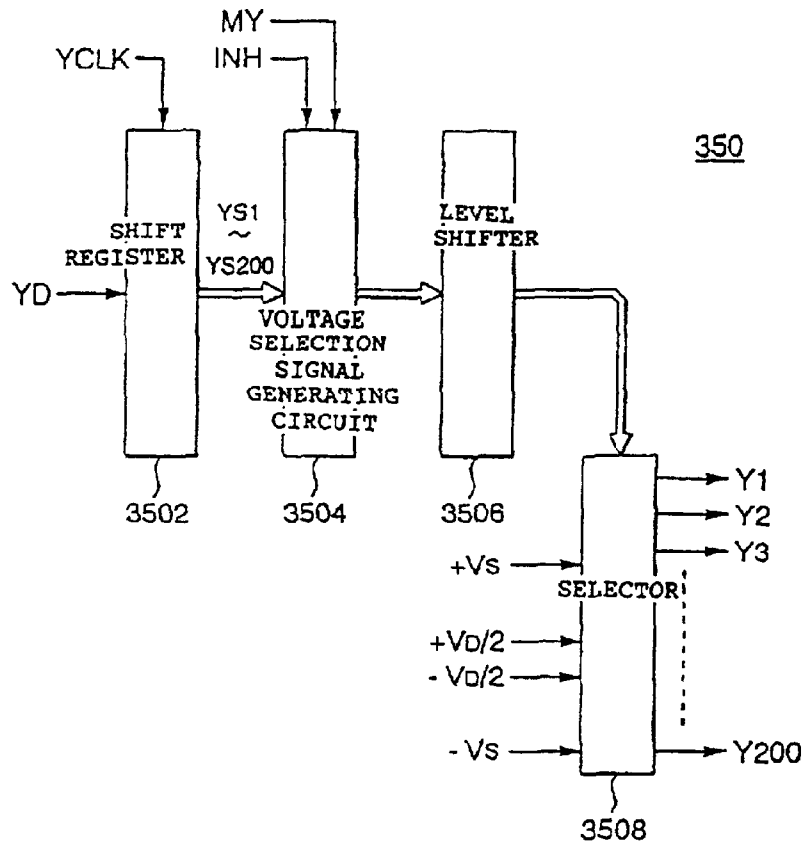 MY
YCLK
INH
350
SHIFT
REGISTER
YS1
~
YS200
LEVEL
SHIFTER
YD
VOLTAGE
SELECTION
SIGNAL
GENERATING
CIRCUIT
3502
3504
3506
Y1
Y2
Y3
+VS
SELECTOR
+VD/2
- VD/2
- VS
Y200
3508